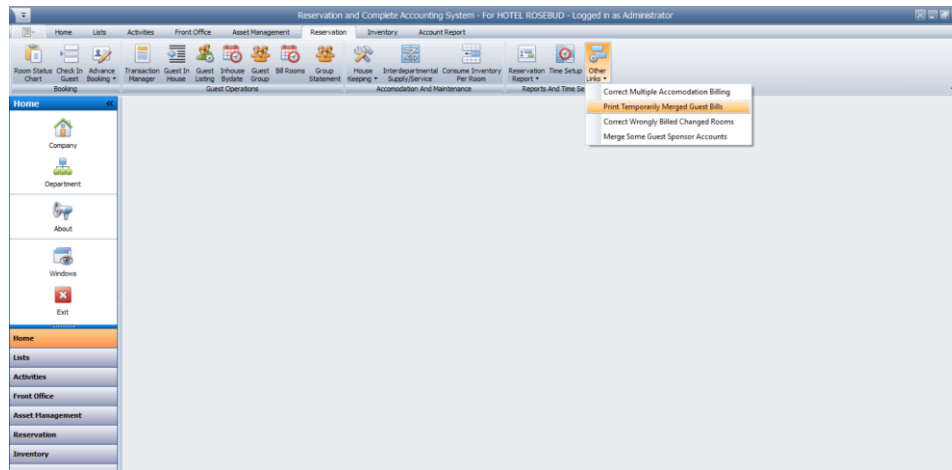 Reservation and Complete Accounting System - For HOTEL ROSEBUD - Logged in as Administrator
Home Lists Activities Front Office Asset Management Reservation Inventory Account Report
Room Status Check In Advance Transaction Guest In Guest Inhouse Guest Bill Rooms Group House Interdepartmental Consume Inventory Reservation Time Setup Other
Chart Guest Booking Manager House Listing Bydate Group Statement Keeping Supply/Service Per Room Report Links
Booking Guest Operations Accomodation And Maintenance Reports And Time Se
Correct Multiple Accomodation Billing
Print Temporarily Merged Guest Bills
Correct Wrongly Billed Changed Rooms
Merge Some Guest Sponsor Accounts
Home
Company
Department
About
Windows
Exit
Home
Lists
Activities
Front Office
Asset Management
Reservation
Inventory